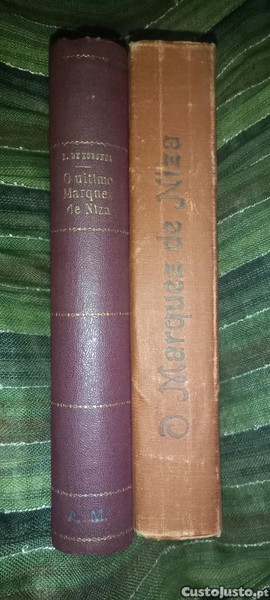 O ultimo
Marquez
de Niza
A. M.
O Marquez de Niza
CustoJusto.pt